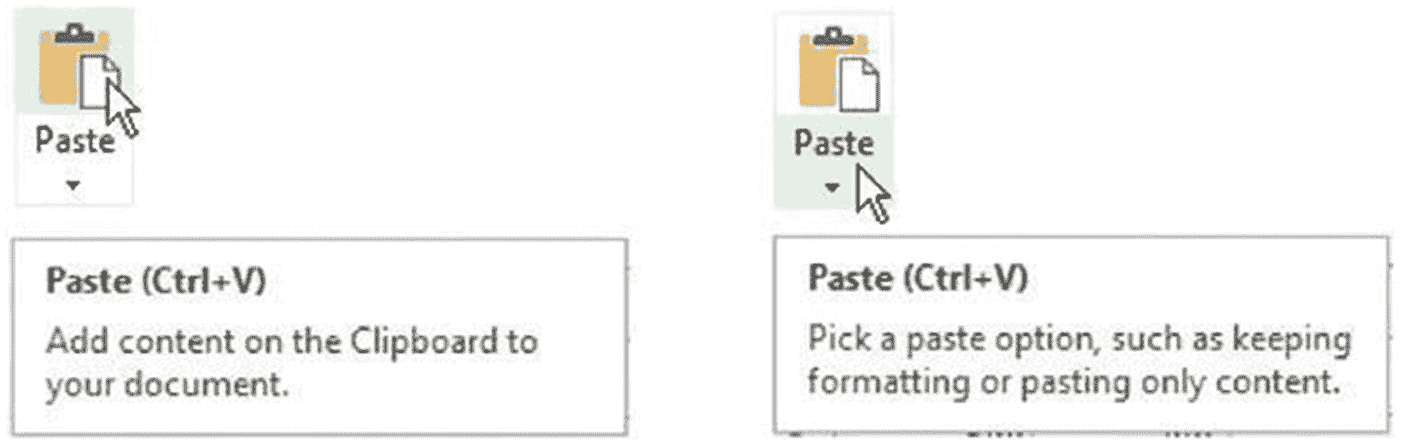 Paste
Paste (Ctrl+V)
Add content on the Clipboard to
your document.
Paste
Paste (Ctrl+V)
Pick a paste option, such as keeping
formatting or pasting only content.